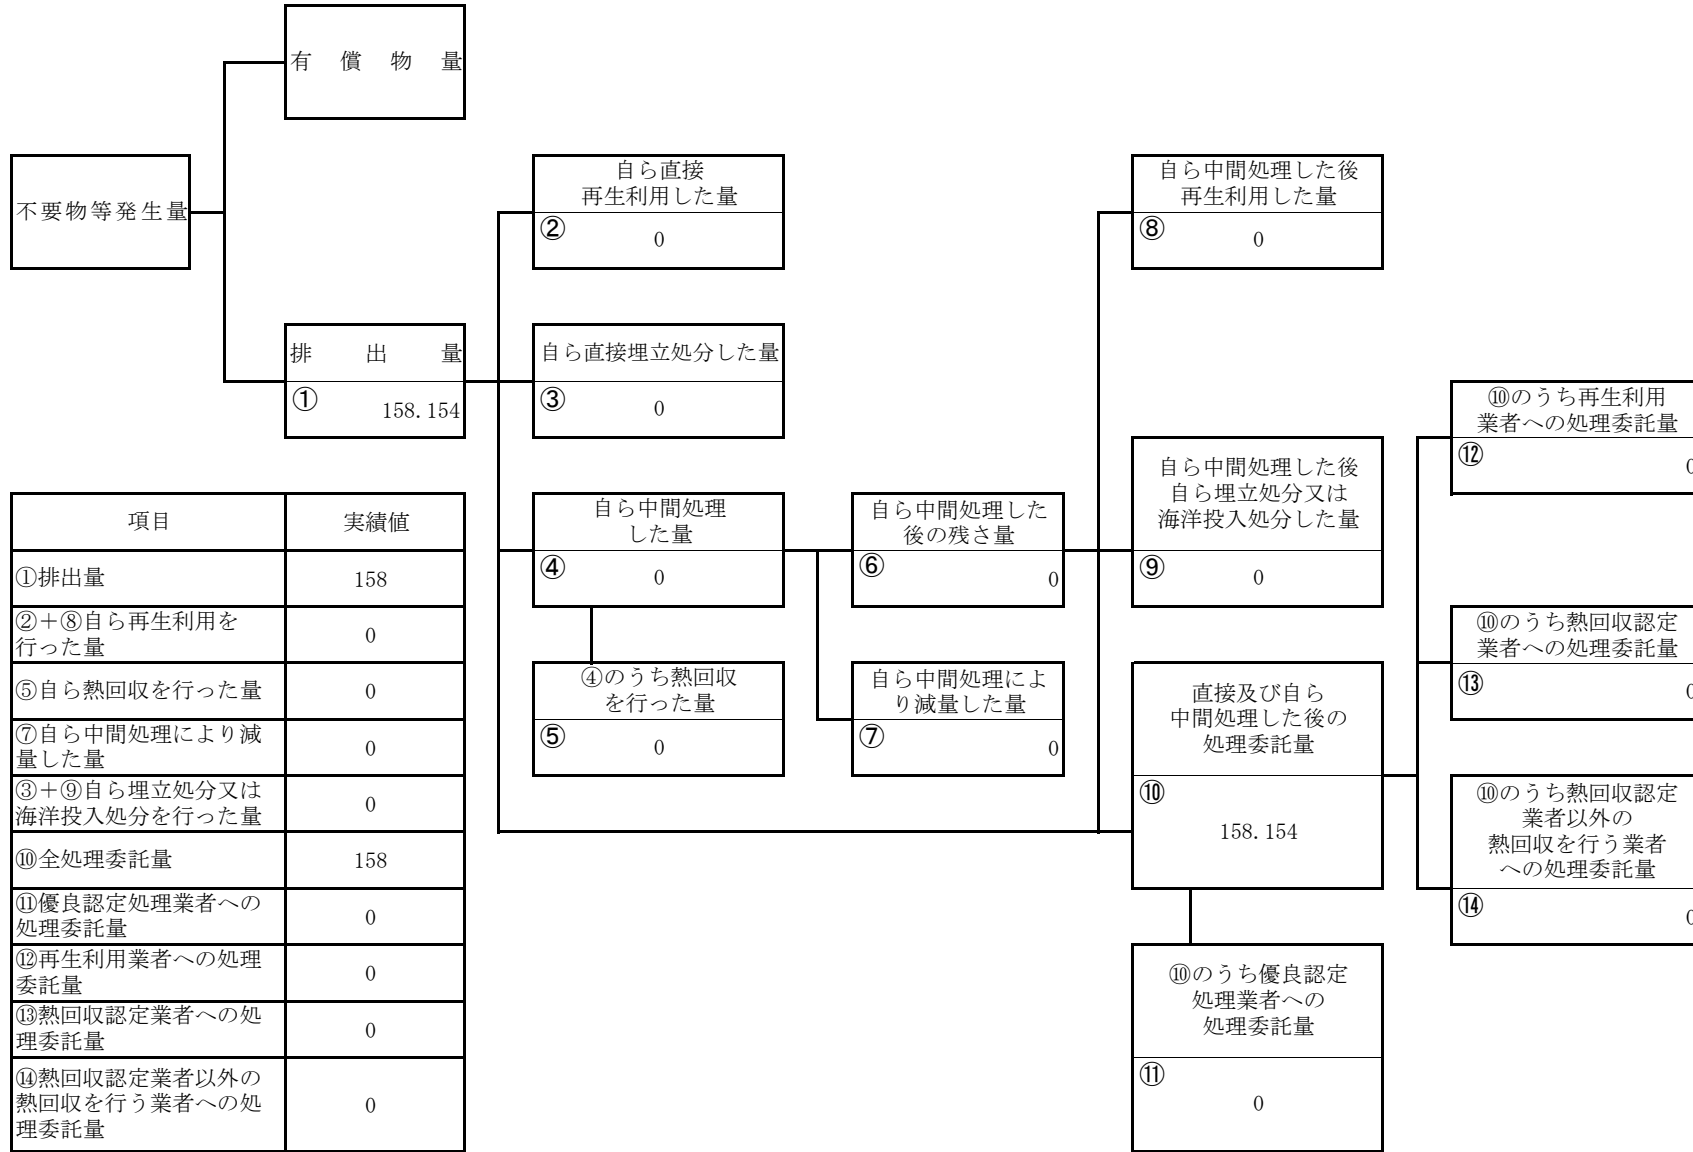 有償物量
不要物等発生量
自ら直接
再生利用した量
②
0
自ら中間処理した後
再生利用した量
⑧
0
排出量
①
158.154
自ら直接埋立処分した量
③
0
⑩のうち再生利用
業者への処理委託量
⑫
0
自ら中間処理
した量
④
0
自ら中間処理した
後の残さ量
⑥
0
自ら中間処理した後
自ら埋立処分又は
海洋投入処分した量
⑨
0
④のうち熱回収
を行った量
⑤
0
自ら中間処理によ
り減量した量
⑦
0
直接及び自ら
中間処理した後の
処理委託量
⑩
158.154
⑩のうち熱回収認定
業者への処理委託量
⑬
0
⑩のうち熱回収認定
業者以外の
熱回収を行う業者
への処理委託量
⑭
0
⑩のうち優良認定
処理業者への
処理委託量
⑪
0
項目 実績値
①排出量 158
②＋⑧自ら再生利用を
行った量 0
⑤自ら熱回収を行った量 0
⑦自ら中間処理により減
量した量 0
③＋⑨自ら埋立処分又は
海洋投入処分を行った量 0
⑩全処理委託量 158
⑪優良認定処理業者への
処理委託量 0
⑫再生利用業者への処理
委託量 0
⑬熱回収認定業者への処
理委託量 0
⑭熱回収認定業者以外の
熱回収を行う業者への処
理委託量 0